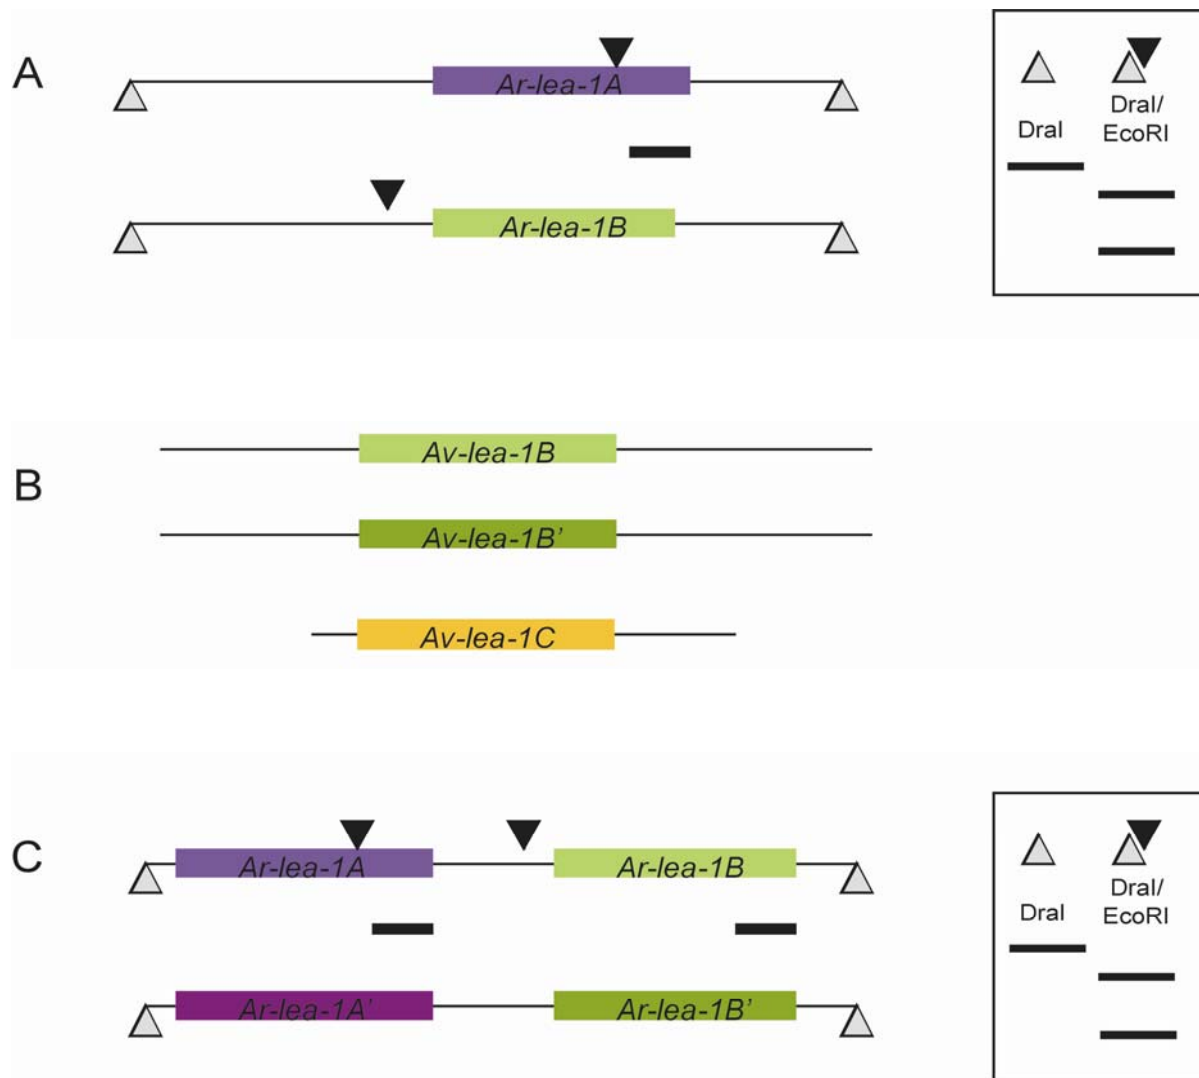 A
Ar-lea-1A
Ar-lea-1B
DraI
DraI/
EcoRI
B
Av-lea-1B
Av-lea-1B’
Av-lea-1C
C
Ar-lea-1A
Ar-lea-1B
Ar-lea-1A’
Ar-lea-1B’
DraI
DraI/
EcoRI